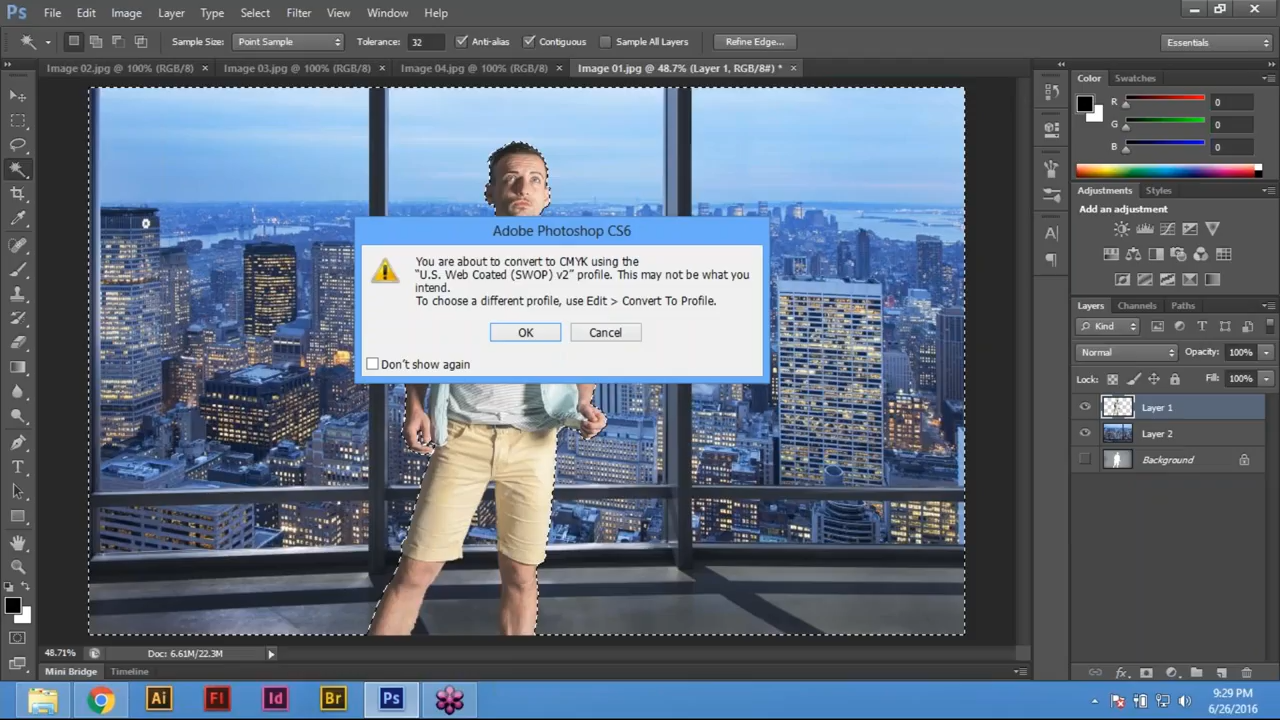 Ps File Edit Image Layer Type Select Filter View Window Help
Sample Size: Point Sample Tolerance: 32 Anti-alias Contiguous Sample All Layers Refine Edge... Essentials
Image 02.jpg @ 100% (RGB/8) × Image 03.jpg @ 100% (RGB/8) × Image 04.jpg @ 100% (RGB/8) × Image 01.jpg @ 48.7% (Layer 1, RGB/8#) * ×
Color Swatches
R 0
G 0
B 0
Adjustments Styles
Add an adjustment
Adobe Photoshop CS6
You are about to convert to CMYK using the
“U.S. Web Coated (SWOP) v2” profile. This may not be what you
intend.
To choose a different profile, use Edit > Convert To Profile.
OK Cancel
Don't show again
Layers Channels Paths
Kind
Normal Opacity: 100%
Lock: Fill: 100%
Layer 1
Layer 2
Background
48.71% Doc: 6.61M/22.3M
Mini Bridge Timeline
Ai Fl Id Br Ps
9:29 PM
6/26/2016